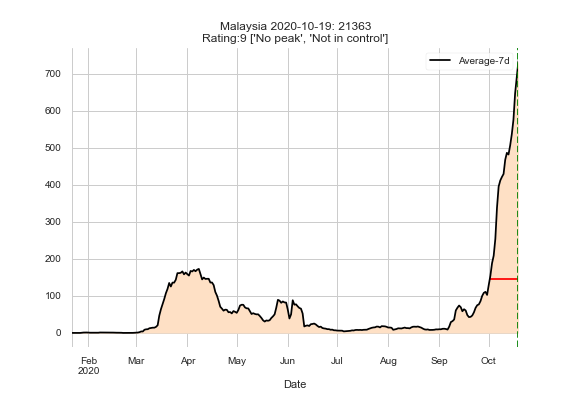 Malaysia 2020-10-19: 21363
Rating:9 ['No peak', 'Not in control']
Average-7d
700
600
500
400
300
200
100
0
Feb Mar Apr May Jun Jul Aug Sep Oct
2020
Date